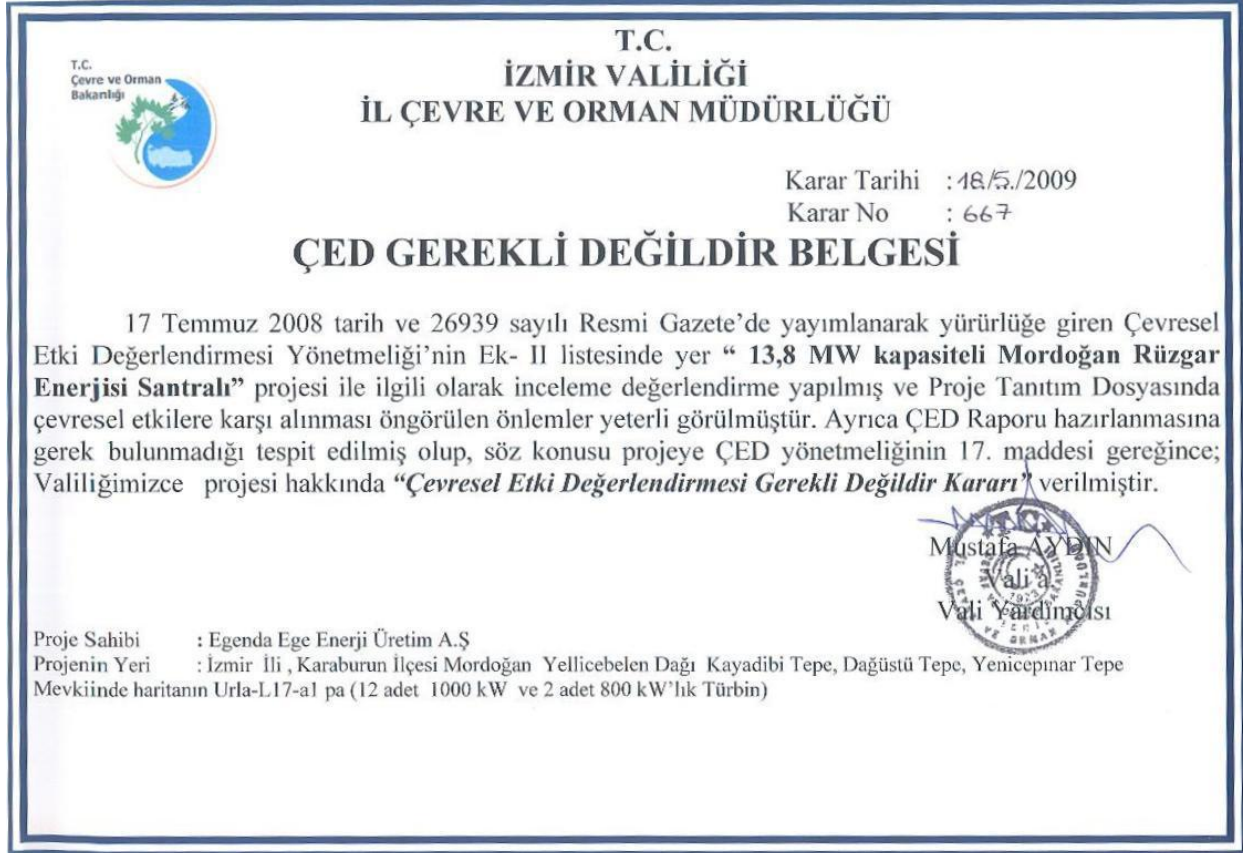 T.C.
Çevre ve Orman
Bakanlığı
T.C.
İZMİR VALİLİĞİ
İL ÇEVRE VE ORMAN MÜDÜRLÜĞÜ
Karar Tarihi : 18/5./2009
Karar No : 667
ÇED GEREKLİ DEĞİLDİR BELGESİ
17 Temmuz 2008 tarih ve 26939 sayılı Resmi Gazete’de yayımlanarak yürürlüğe giren Çevresel
Etki Değerlendirmesi Yönetmeliği’nin Ek- II listesinde yer “ 13,8 MW kapasiteli Mordoğan Rüzgar
Enerjisi Santralı” projesi ile ilgili olarak inceleme değerlendirme yapılmış ve Proje Tanıtım Dosyasında
çevresel etkilere karşı alınması öngörülen önlemler yeterli görülmüştür. Ayrıca ÇED Raporu hazırlanmasına
gerek bulunmadığı tespit edilmiş olup, söz konusu projeye ÇED yönetmeliğinin 17. maddesi gereğince;
Valiliğimizce projesi hakkında “Çevresel Etki Değerlendirmesi Gerekli Değildir Kararı” verilmiştir.
T.C.
Mustafa AYDIN
Vali a.
1923
Vali Yardımcısı
Proje Sahibi : Egenda Ege Enerji Üretim A.Ş
Projenin Yeri : İzmir İli , Karaburun İlçesi Mordoğan Yellicebelen Dağı Kayadibi Tepe, Dağüstü Tepe, Yenicepınar Tepe
Mevkiinde haritanın Urla-L17-a1 pa (12 adet 1000 kW ve 2 adet 800 kW’lık Türbin)